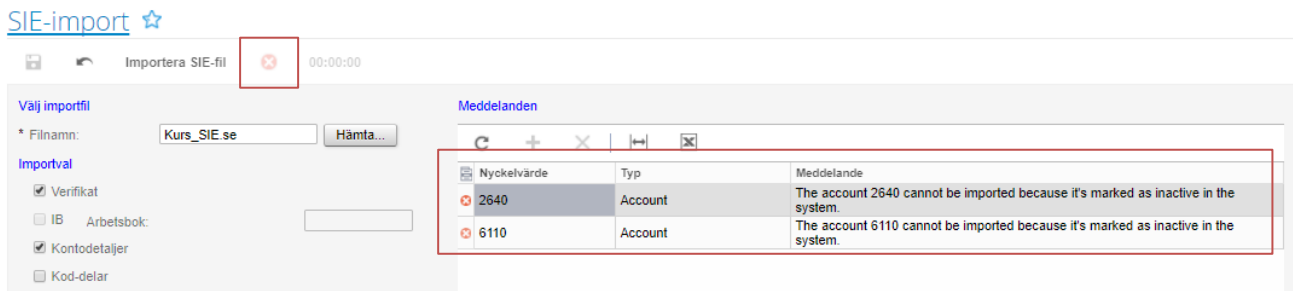 SIE-import
Importera SIE-fil 00:00:00
Välj importfil
* Filnamn: Kurs_SIE.se Hämta...
Importval
Verifikat
IB Arbetsbok:
Kontodetaljer
Kod-delar
Meddelanden
Nyckelvärde Typ Meddelande
2640 Account The account 2640 cannot be imported because it's marked as inactive in the
system.
6110 Account The account 6110 cannot be imported because it's marked as inactive in the
system.